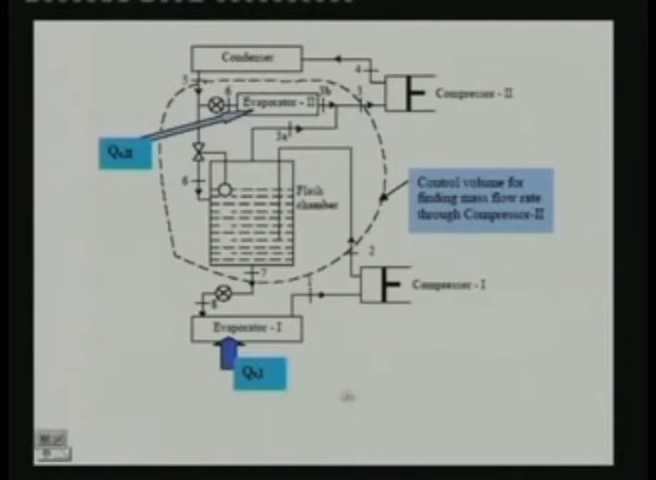 Condenser
4
5
6
3b
3
Compressor - II
Evaporator - II
3a
Qe,II
6
Flash
chamber
Control volume for
finding mass flow rate
through Compressor-II
2
7
1
Compressor - I
8
Evaporator - I
Qe,I